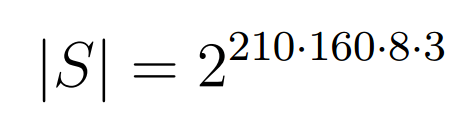 |S| = 2^{210·160·8·3}